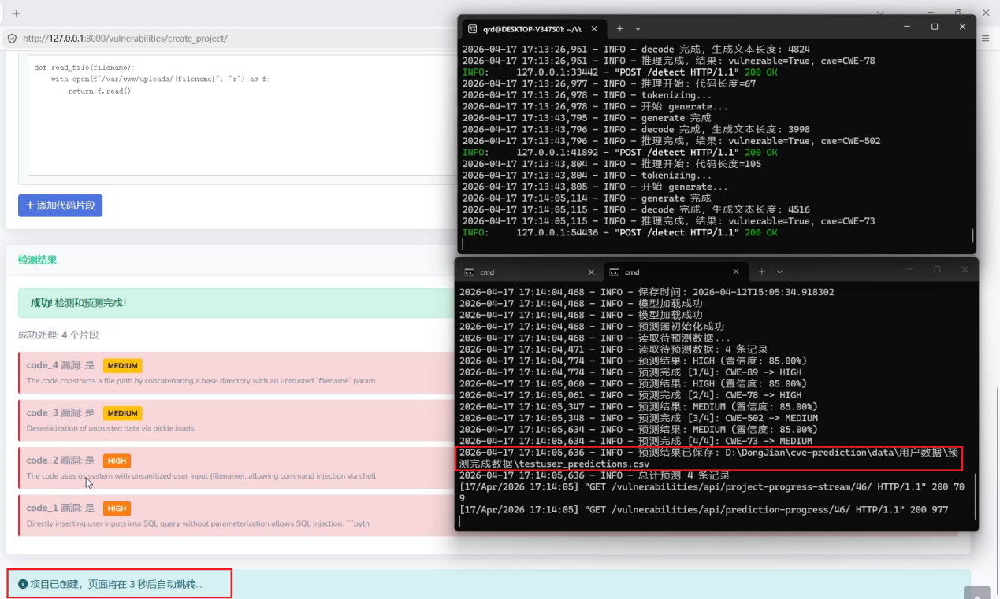 http://127.0.0.1:8000/vulnerabilities/create_project/
def read_file(filename):
with open(f"/var/www/uploads/{filename}", "r") as f:
return f.read()
+ 添加代码片段
检测结果
成功! 检测和预测完成!
成功处理: 4 个片段
code_4 漏洞: 是 MEDIUM
The code constructs a file path by concatenating a base directory with an untrusted `filename` param
code_3 漏洞: 是 MEDIUM
Deserialization of untrusted data via pickle.loads
code_2 漏洞: 是 HIGH
The code uses os.system with unsanitized user input (filename), allowing command injection via shell
code_1 漏洞: 是 HIGH
Directly inserting user inputs into SQL query without parameterization allows SQL injection. ```pyth
项目已创建，页面将在 3 秒后自动跳转...
qrd@DESKTOP-V347S01: ~/Vu
2026-04-17 17:13:26,951 - INFO - decode 完成, 生成文本长度: 4824
2026-04-17 17:13:26,951 - INFO - 推理完成, 结果: vulnerable=True, cwe=CWE-78
INFO: 127.0.0.1:33442 - "POST /detect HTTP/1.1" 200 OK
2026-04-17 17:13:26,977 - INFO - 推理开始: 代码长度=67
2026-04-17 17:13:26,978 - INFO - tokenizing...
2026-04-17 17:13:26,978 - INFO - 开始 generate...
2026-04-17 17:13:43,795 - INFO - generate 完成
2026-04-17 17:13:43,796 - INFO - decode 完成, 生成文本长度: 3998
2026-04-17 17:13:43,796 - INFO - 推理完成, 结果: vulnerable=True, cwe=CWE-502
INFO: 127.0.0.1:41892 - "POST /detect HTTP/1.1" 200 OK
2026-04-17 17:13:43,804 - INFO - 推理开始: 代码长度=105
2026-04-17 17:13:43,804 - INFO - tokenizing...
2026-04-17 17:13:43,805 - INFO - 开始 generate...
2026-04-17 17:14:05,114 - INFO - generate 完成
2026-04-17 17:14:05,115 - INFO - decode 完成, 生成文本长度: 4516
2026-04-17 17:14:05,115 - INFO - 推理完成, 结果: vulnerable=True, cwe=CWE-73
INFO: 127.0.0.1:54436 - "POST /detect HTTP/1.1" 200 OK
cmd
cmd
2026-04-17 17:14:04,468 - INFO - 保存时间: 2026-04-12T15:05:34.918302
2026-04-17 17:14:04,468 - INFO - 模型加载成功
2026-04-17 17:14:04,468 - INFO - 模型加载成功
2026-04-17 17:14:04,468 - INFO - 预测器初始化成功
2026-04-17 17:14:04,468 - INFO - 读取待预测数据...
2026-04-17 17:14:04,471 - INFO - 读取待预测数据: 4 条记录
2026-04-17 17:14:04,774 - INFO - 预测结果: HIGH (置信度: 85.00%)
2026-04-17 17:14:04,774 - INFO - 预测完成 [1/4]: CWE-89 -> HIGH
2026-04-17 17:14:05,060 - INFO - 预测结果: HIGH (置信度: 85.00%)
2026-04-17 17:14:05,061 - INFO - 预测完成 [2/4]: CWE-78 -> HIGH
2026-04-17 17:14:05,347 - INFO - 预测结果: MEDIUM (置信度: 85.00%)
2026-04-17 17:14:05,348 - INFO - 预测完成 [3/4]: CWE-502 -> MEDIUM
2026-04-17 17:14:05,634 - INFO - 预测结果: MEDIUM (置信度: 85.00%)
2026-04-17 17:14:05,634 - INFO - 预测完成 [4/4]: CWE-73 -> MEDIUM
2026-04-17 17:14:05,636 - INFO - 预测结果已保存: D:\DongJian\cve-prediction\data\用户数据\预
测完成数据\testuser_predictions.csv
2026-04-17 17:14:05,636 - INFO - 总计预测 4 条记录
[17/Apr/2026 17:14:05] "GET /vulnerabilities/api/project-progress-stream/46/ HTTP/1.1" 200 70
9
[17/Apr/2026 17:14:05] "GET /vulnerabilities/api/prediction-progress/46/ HTTP/1.1" 200 977